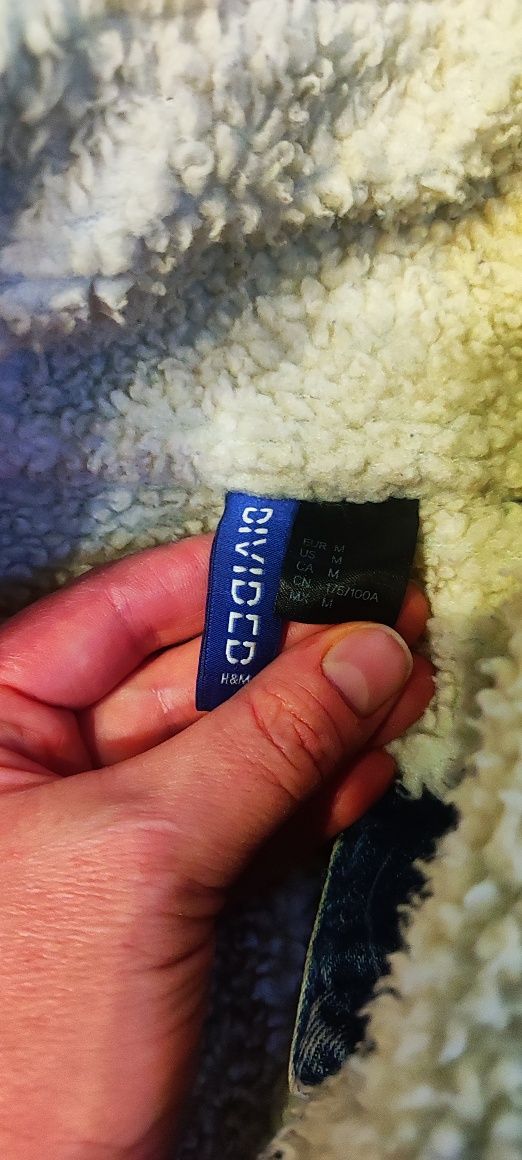 DIVIDED
H&M
EUR M
US M
CA M
CN 175/100A
MX M